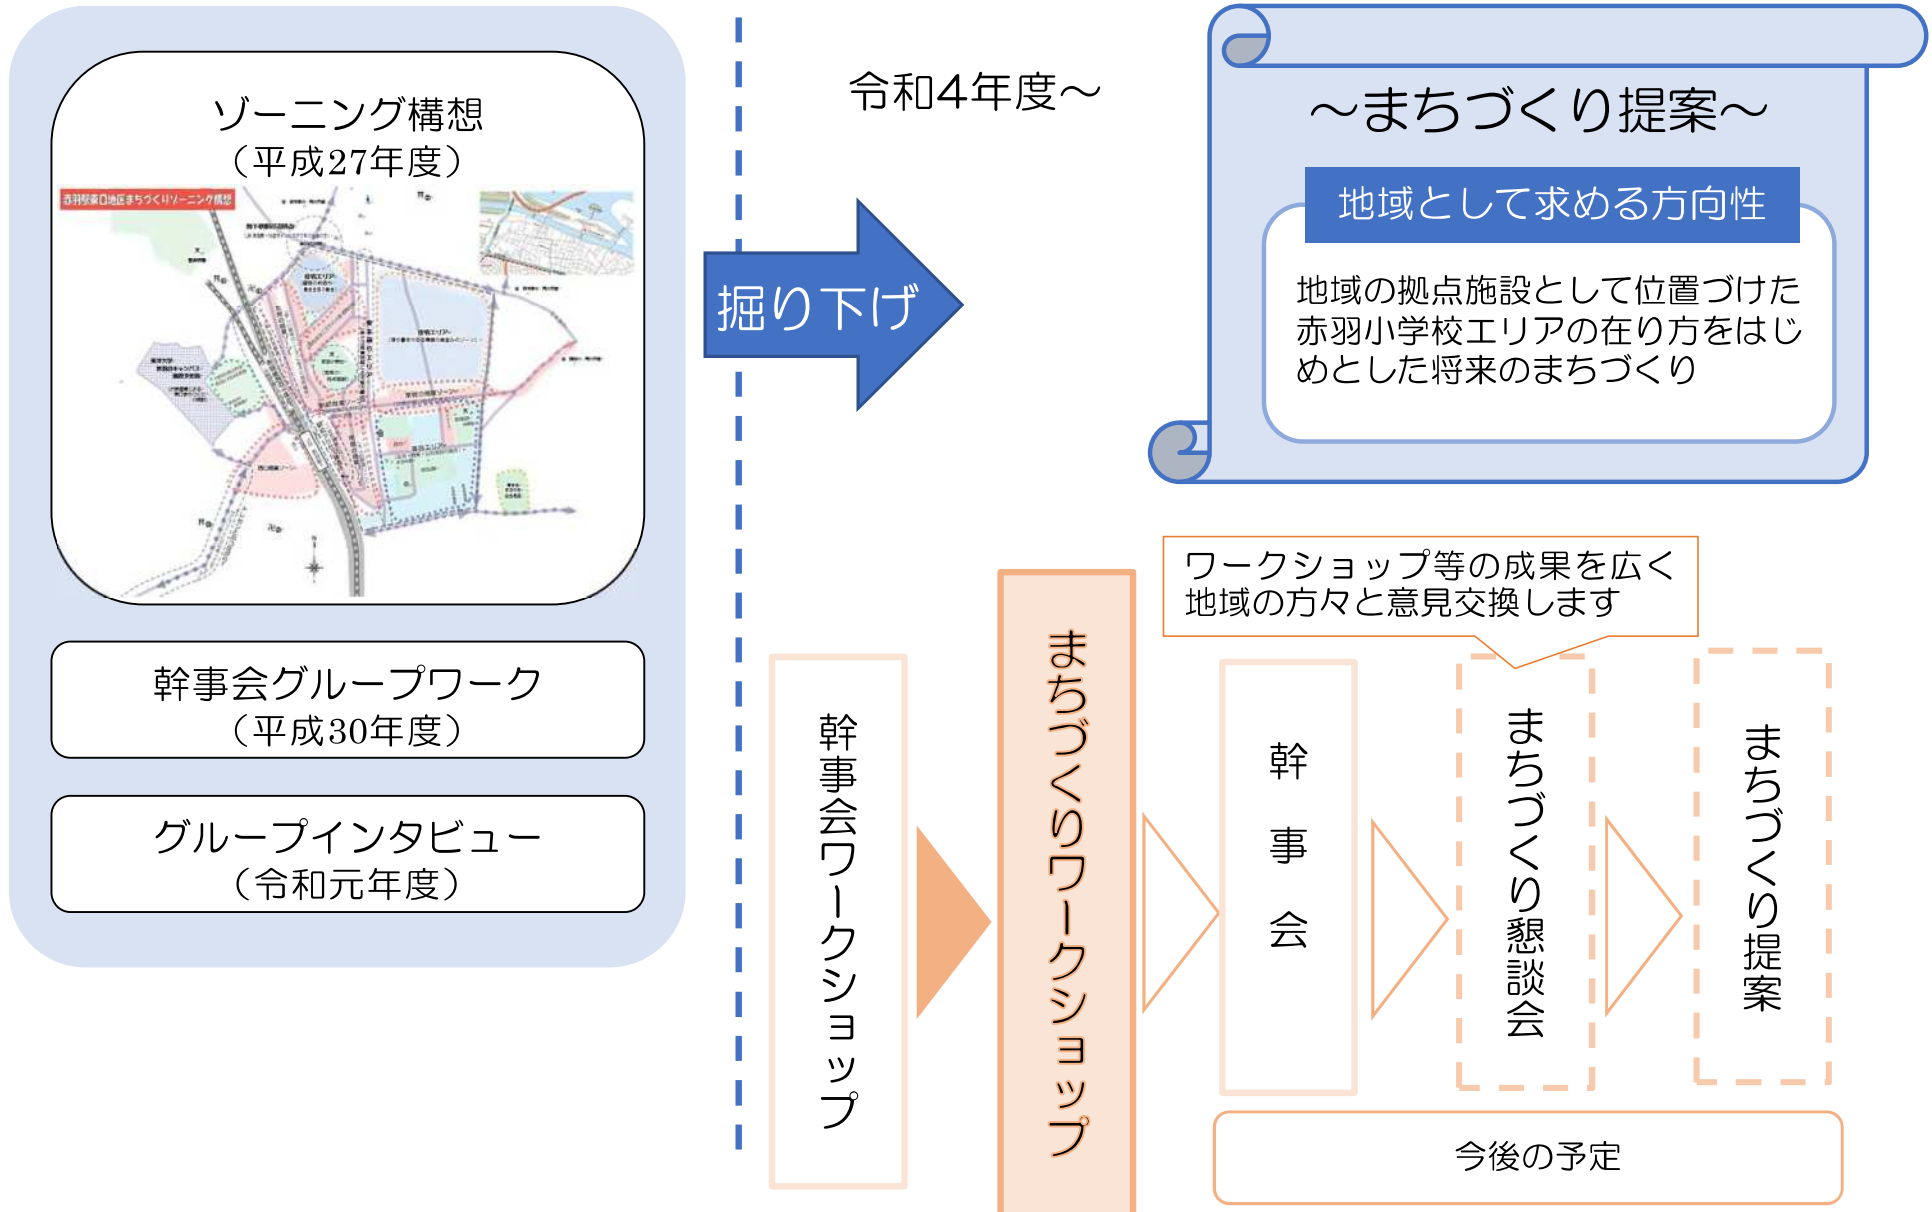 ゾーニング構想
（平成27年度）
赤羽駅東口地区まちづくりゾーニング構想
幹事会グループワーク
（平成30年度）
グループインタビュー
（令和元年度）
令和4年度～
掘り下げ
～まちづくり提案～
地域として求める方向性
地域の拠点施設として位置づけた
赤羽小学校エリアの在り方をはじ
めとした将来のまちづくり
ワークショップ等の成果を広く
地域の方々と意見交換します
幹事会ワークショップ
まちづくりワークショップ
幹事会
まちづくり懇談会
まちづくり提案
今後の予定